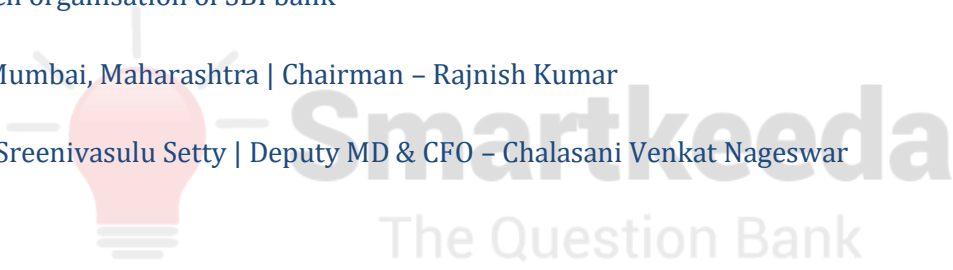 organisation of SBI bank
Mumbai, Maharashtra | Chairman – Rajnish Kumar
Sreenivasulu Setty | Deputy MD & CFO – Chalasani Venkat Nageswar
Smartkeeda
The Question Bank